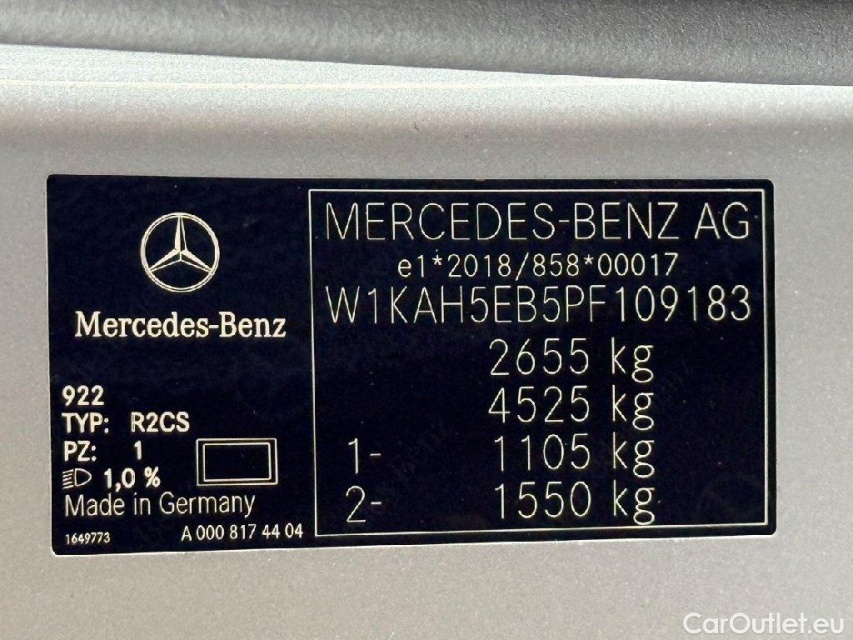 Mercedes-Benz
922
TYP: R2CS
PZ: 1
1,0 %
Made in Germany
1649773
A 000 817 44 04
MERCEDES-BENZ AG
e1*2018/858*00017
W1KAH5EB5PF109183
2655 kg
4525 kg
1- 1105 kg
2- 1550 kg
CarOutlet.eu